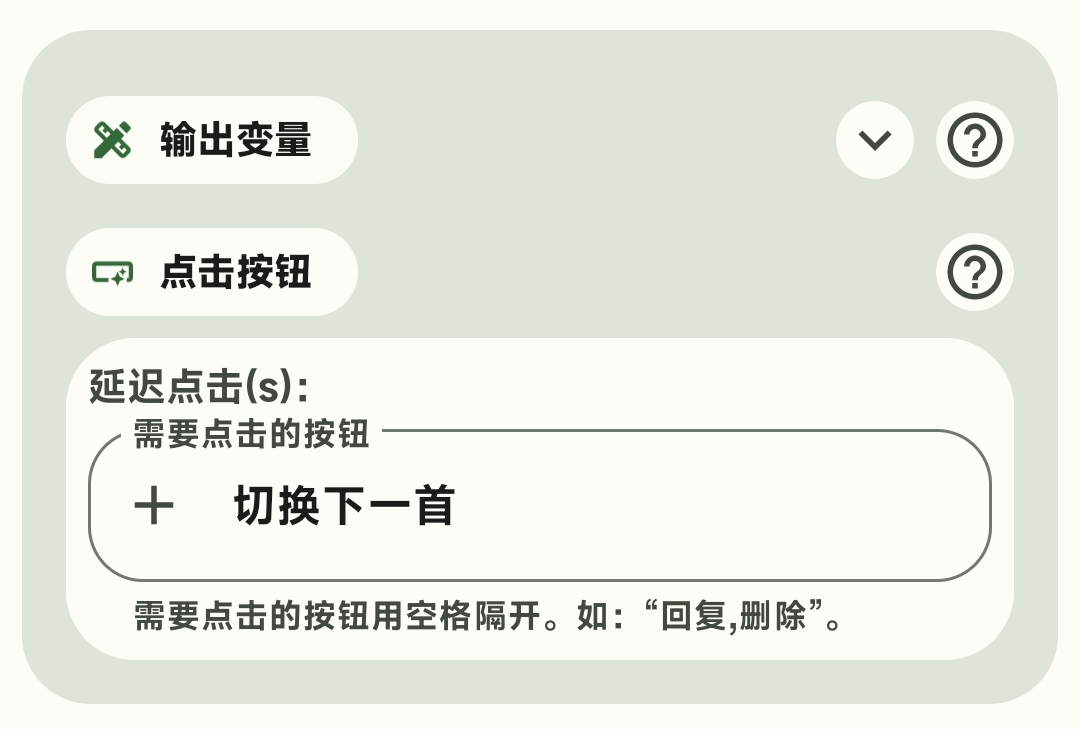 输出变量
点击按钮
延迟点击(s):
需要点击的按钮
切换下一首
需要点击的按钮用空格隔开。如：“回复,删除”。